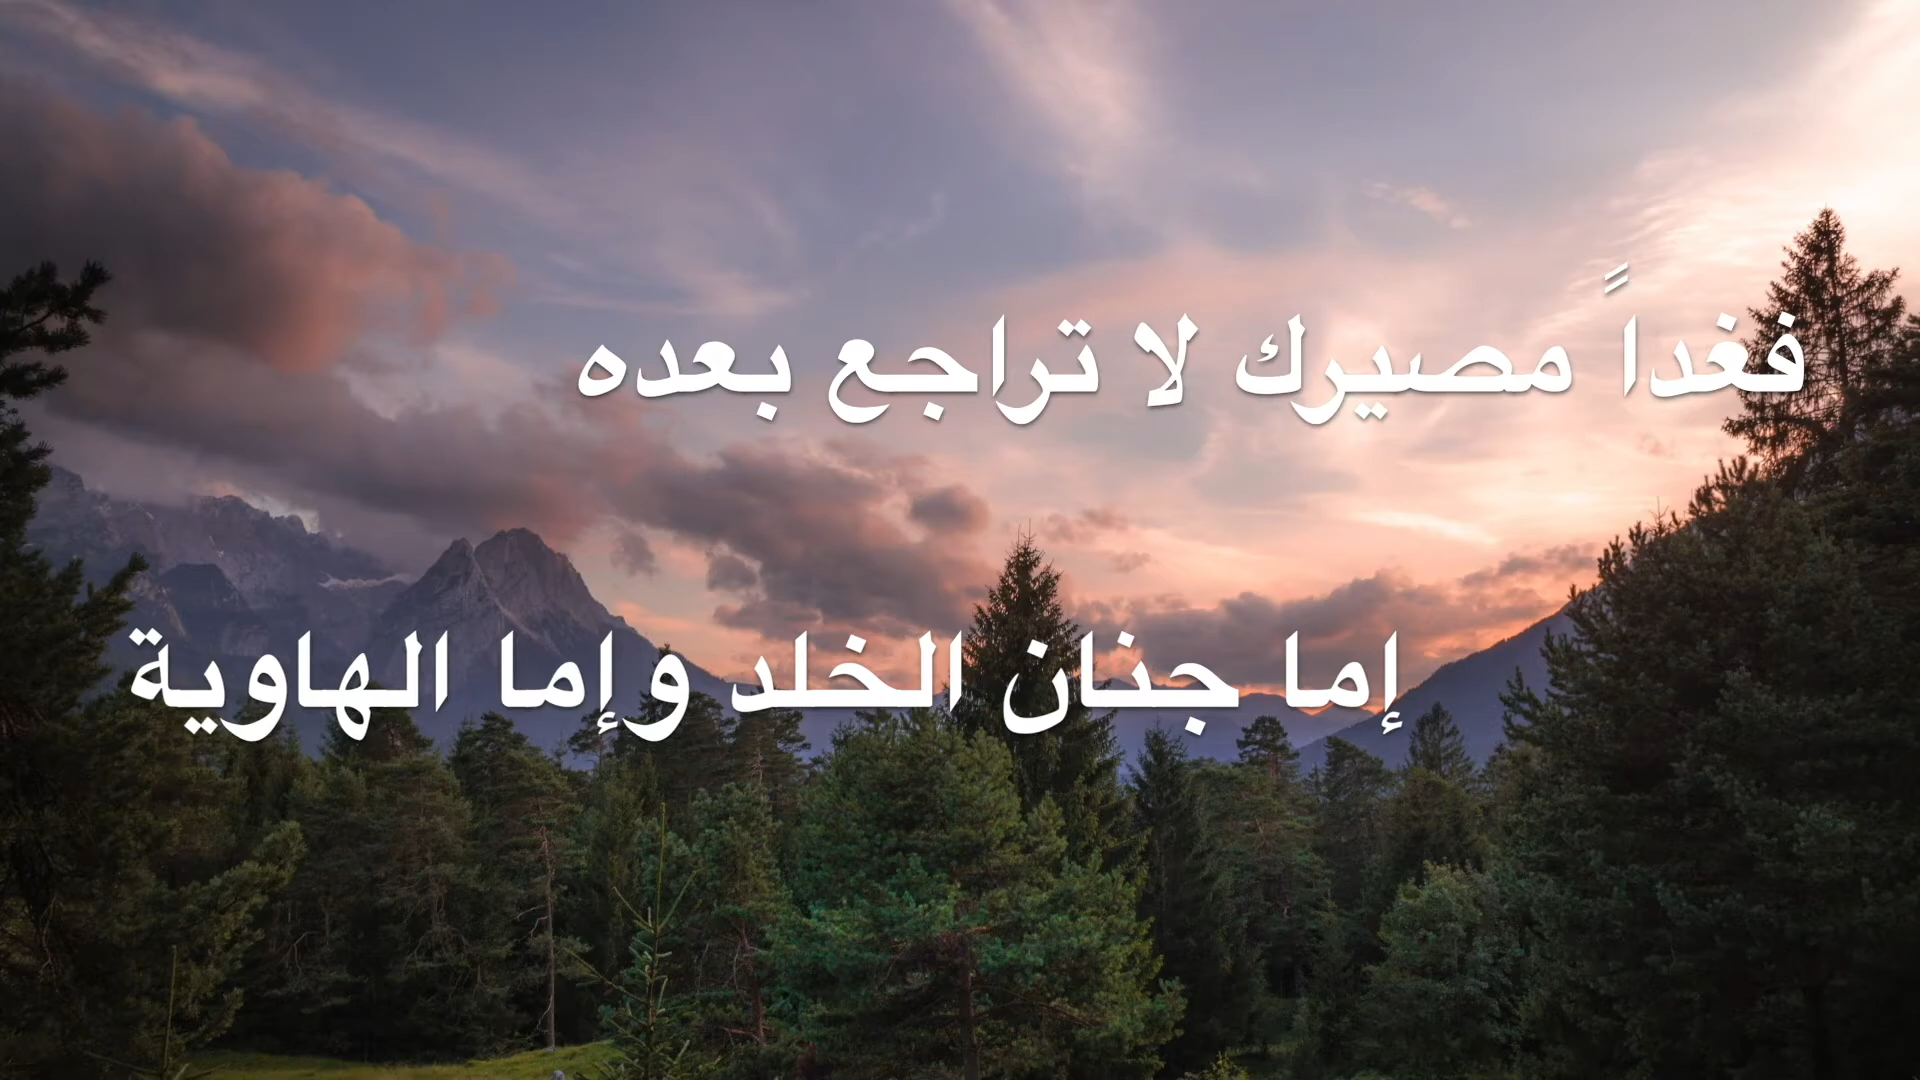 فغداً مصيرك لا تراجع بعده
إما جنان الخلد وإما الهاوية